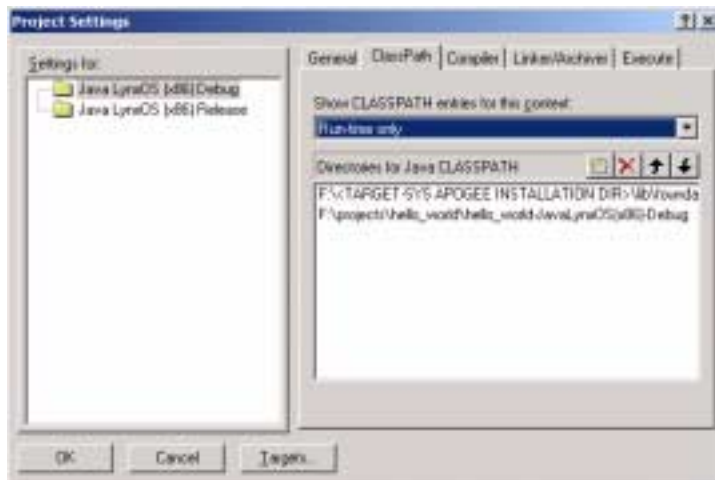 Project Settings
Settings for:
Java LynxOS (x86) Debug
Java LynxOS (x86) Release
General
ClassPath
Compiler
Linker/Archiver
Execute
Show CLASSPATH entries for this context:
Run-time only
Directories for Java CLASSPATH
F:\<TARGET-SYS APOGEE INSTALLATION DIR>\lib\founda
F:\projects\hello_world\hello_world-JavaLynxOS(x86)-Debug
OK
Cancel
Targets...